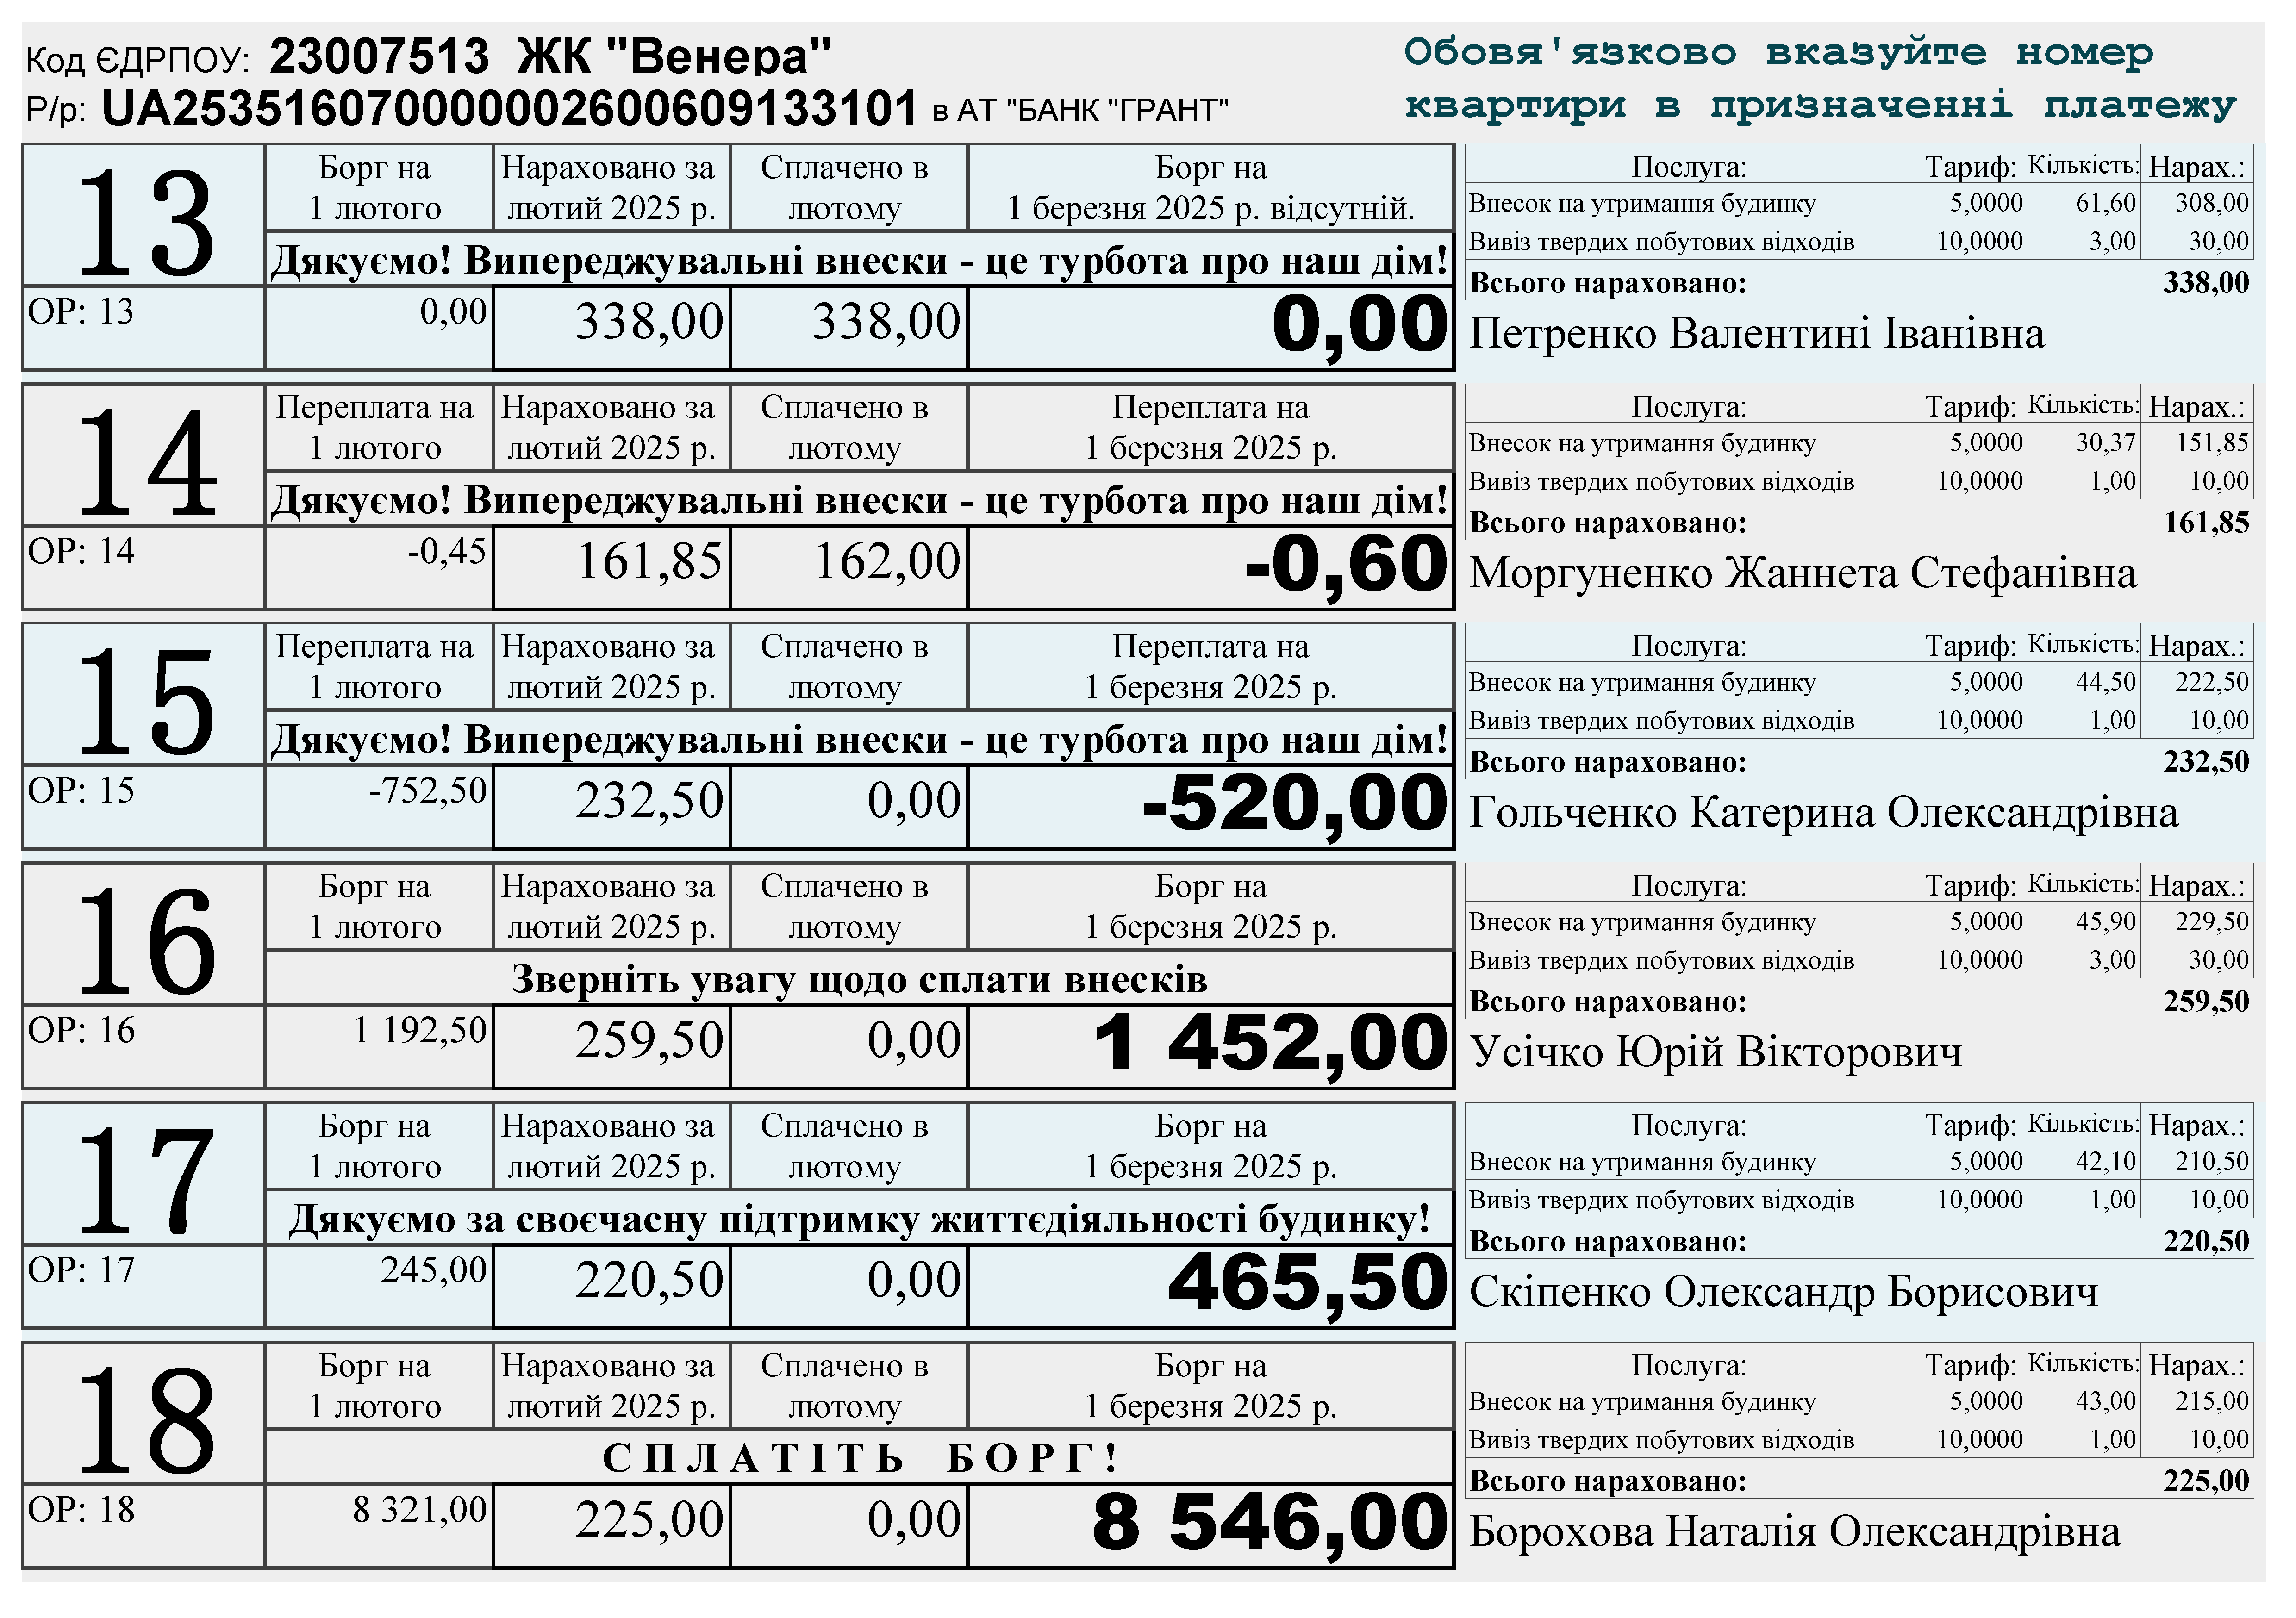 Код ЄДРПОУ: 23007513 ЖК "Венера"
Р/р: UA253516070000002600609133101 в АТ "БАНК "ГРАНТ"
Обовя'язково вказуйте номер
квартири в призначенні платежу
13
Борг на
1 лютого
Нараховано за
лютий 2025 р.
Сплачено в
лютому
Борг на
1 березня 2025 р. відсутній.
Дякуємо! Випереджувальні внески - це турбота про наш дім!
ОР: 13 0,00 338,00 338,00 0,00
Послуга: Тариф: Кількість: Нарах.:
Внесок на утримання будинку 5,0000 61,60 308,00
Вивіз твердих побутових відходів 10,0000 3,00 30,00
Всього нараховано: 338,00
Петренко Валентині Іванівна
14
Переплата на
1 лютого
Нараховано за
лютий 2025 р.
Сплачено в
лютому
Переплата на
1 березня 2025 р.
Дякуємо! Випереджувальні внески - це турбота про наш дім!
ОР: 14 -0,45 161,85 162,00 -0,60
Послуга: Тариф: Кількість: Нарах.:
Внесок на утримання будинку 5,0000 30,37 151,85
Вивіз твердих побутових відходів 10,0000 1,00 10,00
Всього нараховано: 161,85
Моргуненко Жаннета Стефанівна
15
Переплата на
1 лютого
Нараховано за
лютий 2025 р.
Сплачено в
лютому
Переплата на
1 березня 2025 р.
Дякуємо! Випереджувальні внески - це турбота про наш дім!
ОР: 15 -752,50 232,50 0,00 -520,00
Послуга: Тариф: Кількість: Нарах.:
Внесок на утримання будинку 5,0000 44,50 222,50
Вивіз твердих побутових відходів 10,0000 1,00 10,00
Всього нараховано: 232,50
Гольченко Катерина Олександрівна
16
Борг на
1 лютого
Нараховано за
лютий 2025 р.
Сплачено в
лютому
Борг на
1 березня 2025 р.
Зверніть увагу щодо сплати внесків
ОР: 16 1 192,50 259,50 0,00 1 452,00
Послуга: Тариф: Кількість: Нарах.:
Внесок на утримання будинку 5,0000 45,90 229,50
Вивіз твердих побутових відходів 10,0000 3,00 30,00
Всього нараховано: 259,50
Усічко Юрій Вікторович
17
Борг на
1 лютого
Нараховано за
лютий 2025 р.
Сплачено в
лютому
Борг на
1 березня 2025 р.
Дякуємо за своєчасну підтримку життєдіяльності будинку!
ОР: 17 245,00 220,50 0,00 465,50
Послуга: Тариф: Кількість: Нарах.:
Внесок на утримання будинку 5,0000 42,10 210,50
Вивіз твердих побутових відходів 10,0000 1,00 10,00
Всього нараховано: 220,50
Скіпенко Олександр Борисович
18
Борг на
1 лютого
Нараховано за
лютий 2025 р.
Сплачено в
лютому
Борг на
1 березня 2025 р.
С П Л А Т І Т Ь Б О Р Г !
ОР: 18 8 321,00 225,00 0,00 8 546,00
Послуга: Тариф: Кількість: Нарах.:
Внесок на утримання будинку 5,0000 43,00 215,00
Вивіз твердих побутових відходів 10,0000 1,00 10,00
Всього нараховано: 225,00
Борохова Наталія Олександрівна